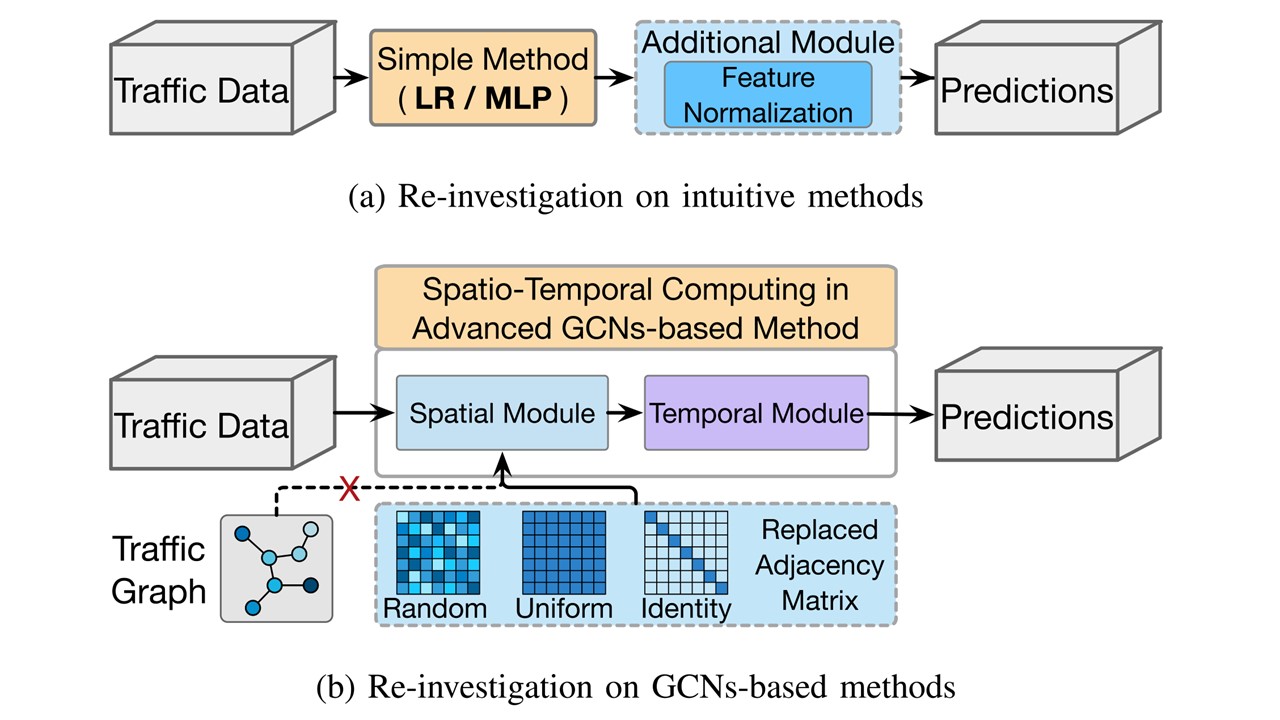 Traffic Data
Simple Method
( LR / MLP )
Additional Module
Feature
Normalization
Predictions
(a) Re-investigation on intuitive methods
Spatio-Temporal Computing in
Advanced GCNs-based Method
Traffic Data
Spatial Module
Temporal Module
Predictions
X
Traffic
Graph
Random
Uniform
Identity
Replaced
Adjacency
Matrix
(b) Re-investigation on GCNs-based methods